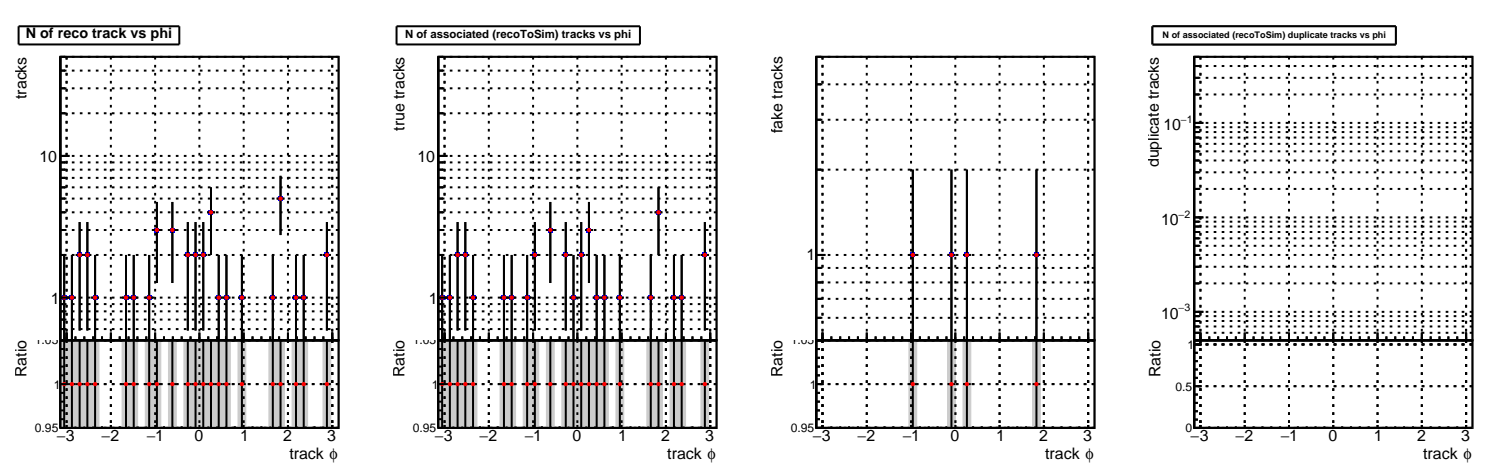 N of reco track vs phi
tracks
10
1
Ratio
1.05
1
0.95
−3 −2 −1 0 1 2 3
track ϕ
N of associated (recoToSim) tracks vs phi
true tracks
10
1
Ratio
1.05
1
0.95
−3 −2 −1 0 1 2 3
track ϕ
fake tracks
1
Ratio
1.05
1
0.95
−3 −2 −1 0 1 2 3
track ϕ
N of associated (recoToSim) duplicate tracks vs phi
duplicate tracks
10−1
10−2
10−3
Ratio
1
0.5
0
−3 −2 −1 0 1 2 3
track ϕ